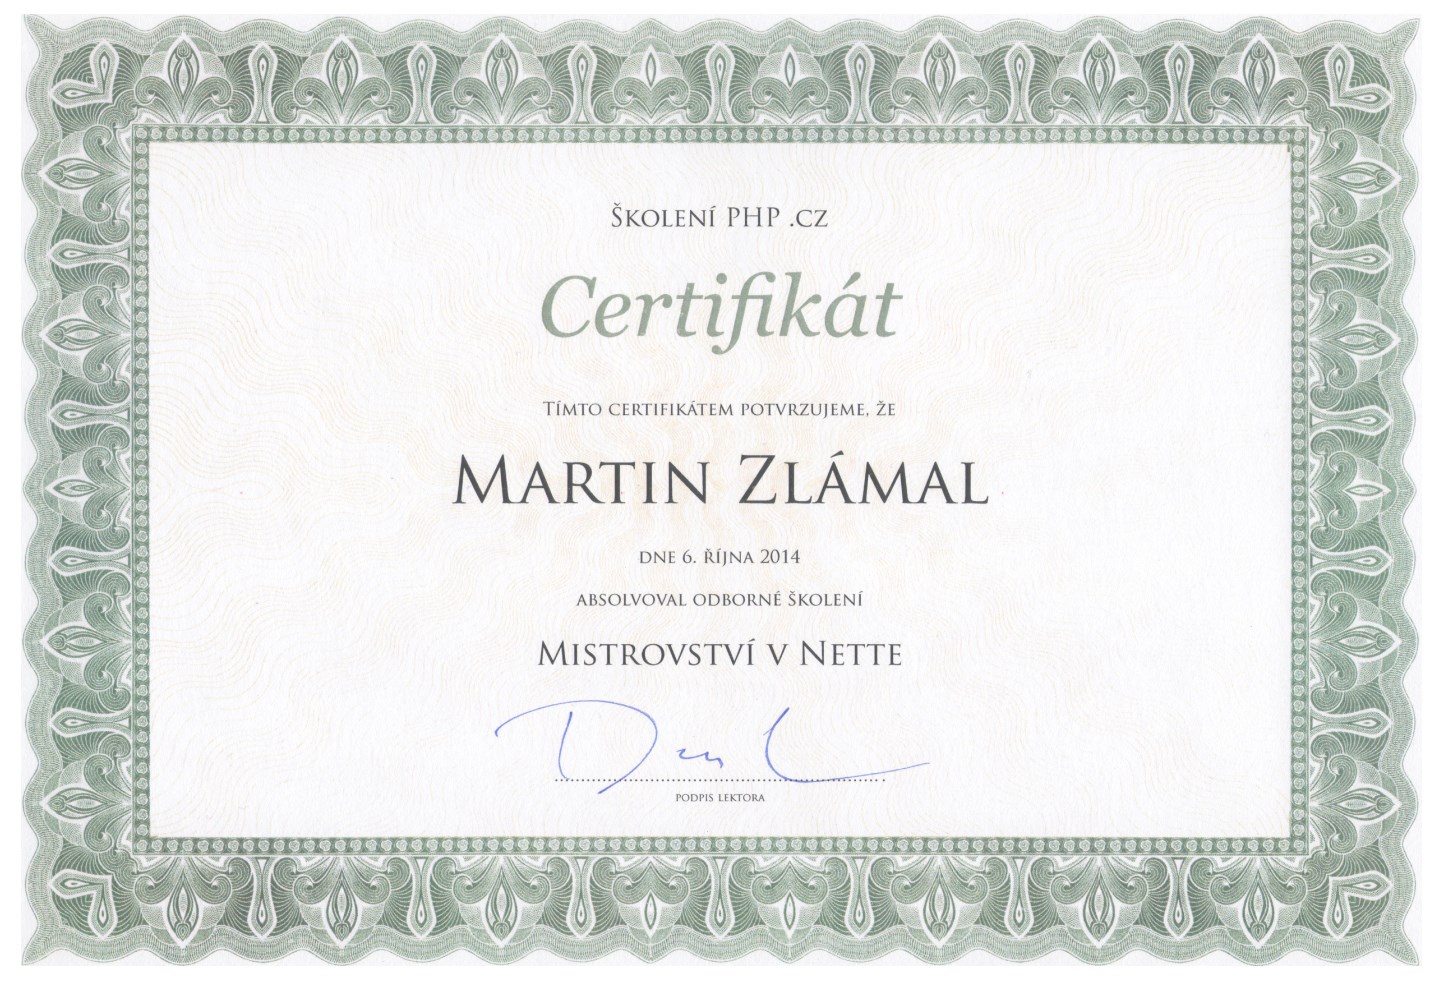 Školení PHP .cz
Certifikát
Tímto certifikátem potvrzujeme, že
Martin Zlámal
dne 6. října 2014
absolvoval odborné školení
Mistrovství v Nette
podpis lektora